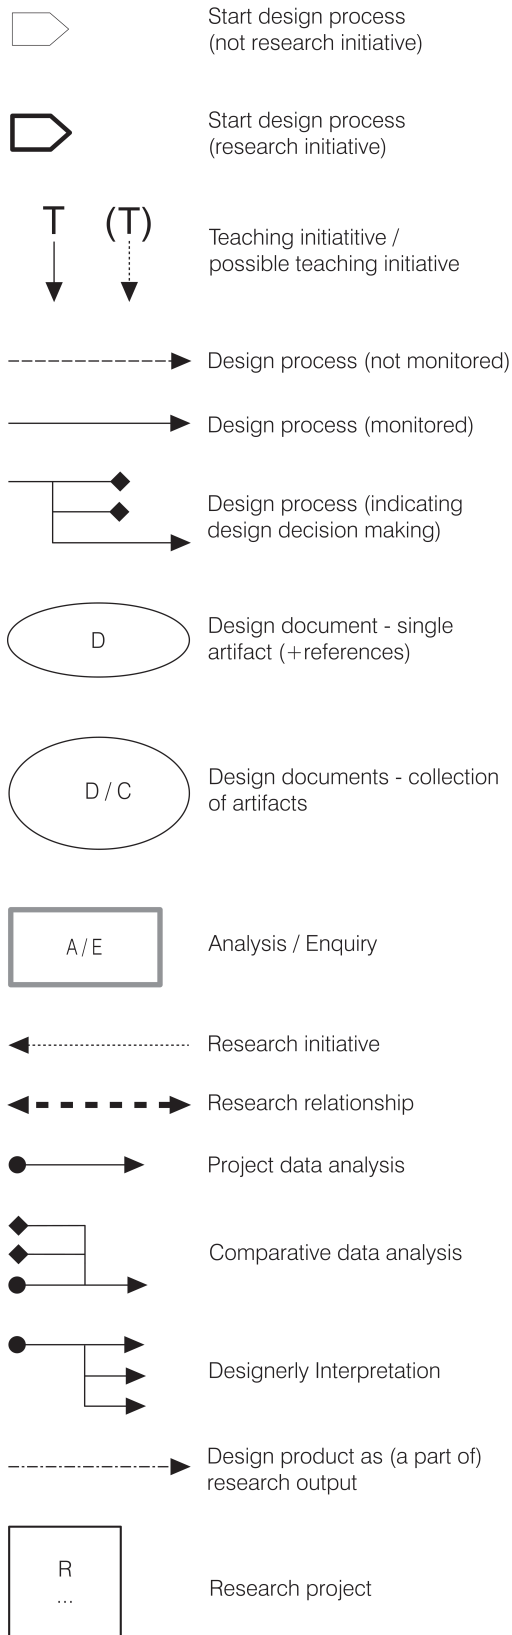 Start design process
(not research initiative)
Start design process
(research initiative)
T (T)
Teaching initiatitive /
possible teaching initiative
Design process (not monitored)
Design process (monitored)
Design process (indicating
design decision making)
D
Design document - single
artifact (+references)
D / C
Design documents - collection
of artifacts
A / E
Analysis / Enquiry
Research initiative
Research relationship
Project data analysis
Comparative data analysis
Designerly Interpretation
Design product as (a part of)
research output
R
...
Research project